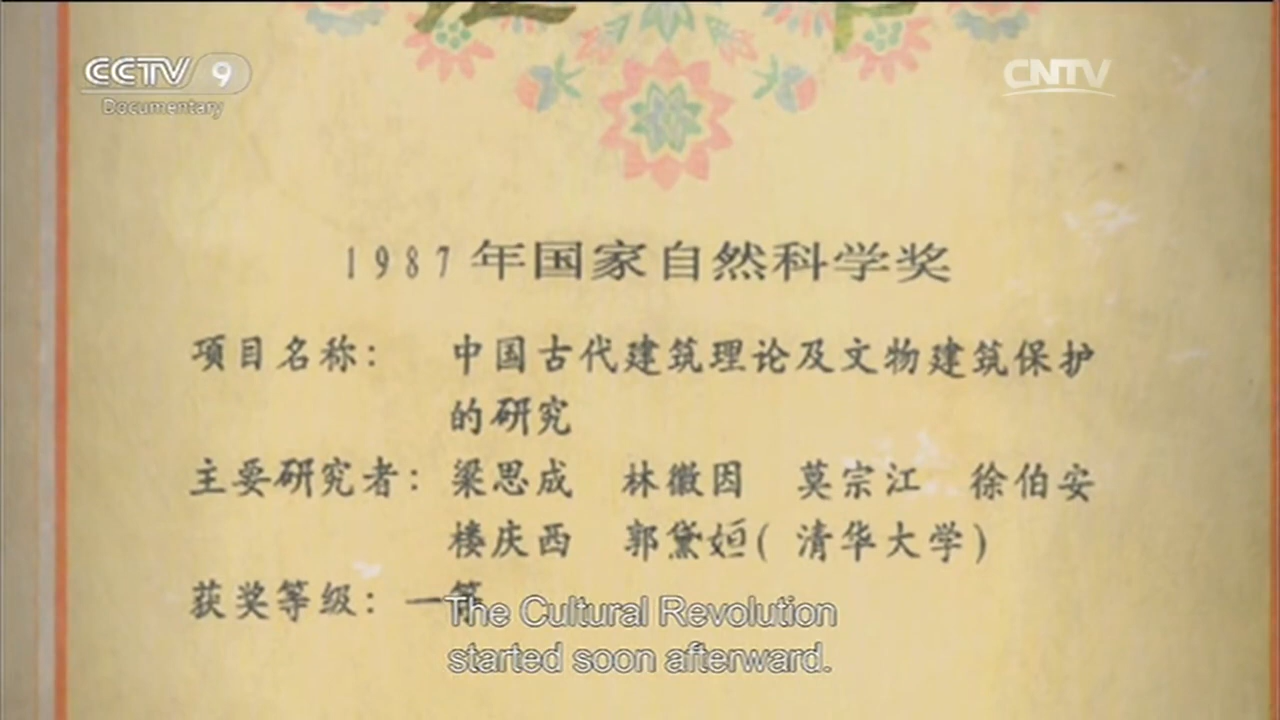 CCTV 9
Documentary
CNTV
1987年国家自然科学奖
项目名称： 中国古代建筑理论及文物建筑保护
的研究
主要研究者：梁思成 林徽因 莫宗江 徐伯安
楼庆西 郭黛姮(清华大学)
获奖等级：一等
The Cultural Revolution
started soon afterward.